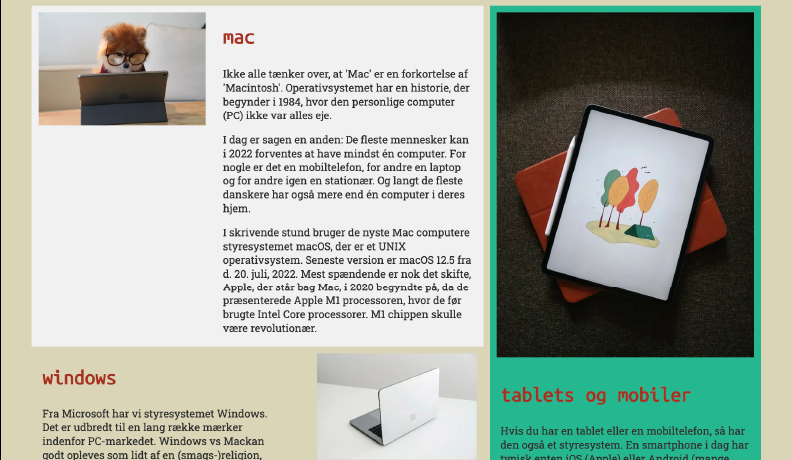 mac
Ikke alle tænker over, at 'Mac' er en forkortelse af
'Macintosh'. Operativsystemet har en historie, der
begynder i 1984, hvor den personlige computer
(PC) ikke var alles eje.
I dag er sagen en anden: De fleste mennesker kan
i 2022 forventes at have mindst én computer. For
nogle er det en mobiltelefon, for andre en laptop
og for andre igen en stationær. Og langt de fleste
danskere har også mere end én computer i deres
hjem.
I skrivende stund bruger de nyste Mac computere
styresystemet macOS, der er et UNIX
operativsystem. Seneste version er macOS 12.5 fra
d. 20. juli, 2022. Mest spændende er nok det skifte,
Apple, der står bag Mac, i 2020 begyndte på, da de
præsenterede Apple M1 processoren, hvor de før
brugte Intel Core processorer. M1 chippen skulle
være revolutionær.
windows
Fra Microsoft har vi styresystemet Windows.
Det er udbredt til en lang række mærker
indenfor PC-markedet. Windows vs Mackan
godt opleves som lidt af en (smags-)religion,
tablets og mobiler
Hvis du har en tablet eller en mobiltelefon, så har
den også et styresystem. En smartphone i dag har
typisk enten iOS (Apple) eller Android (mange